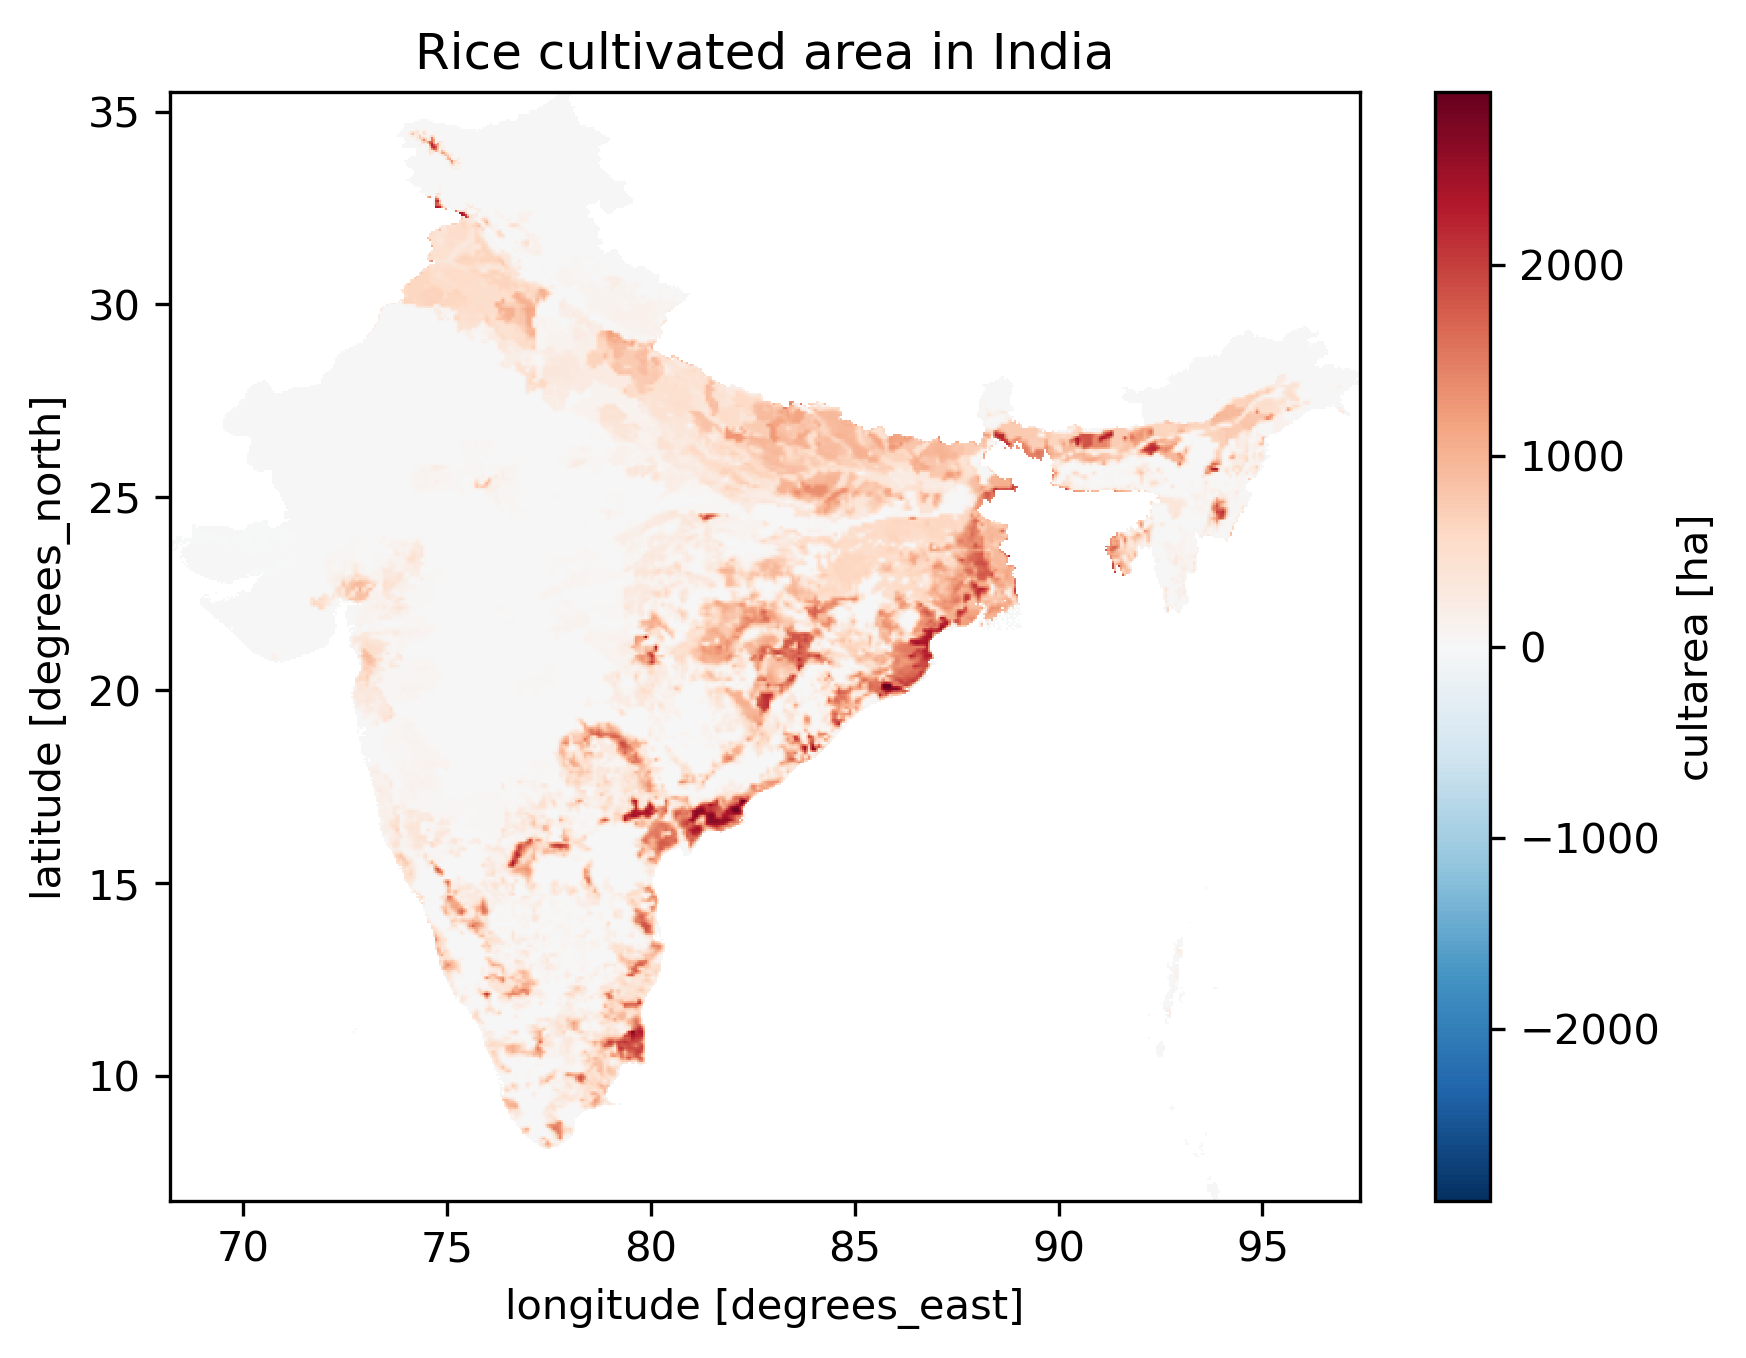 Rice cultivated area in India
35
30
25
20
15
10
latitude [degrees_north]
70 75 80 85 90 95
longitude [degrees_east]
2000
1000
0
−1000
−2000
cultarea [ha]